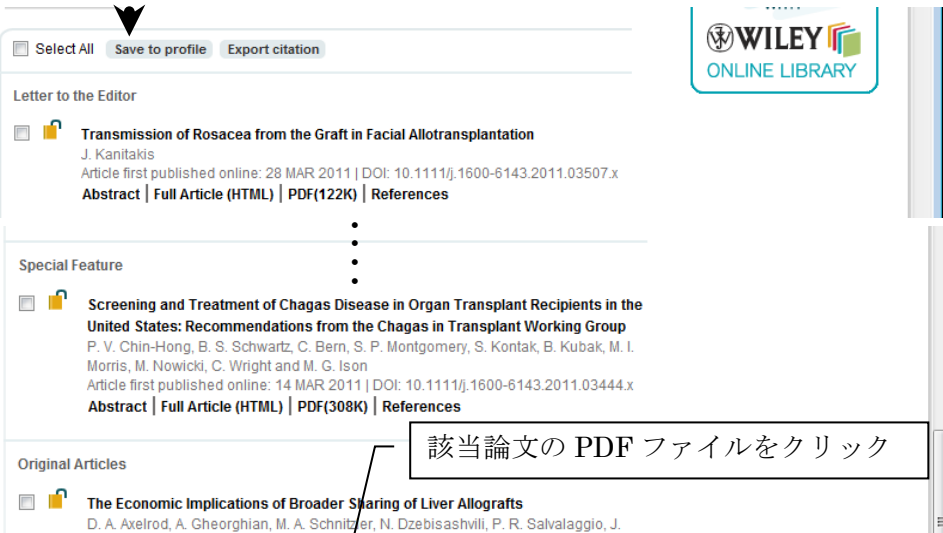 WITH
WILEY
ONLINE LIBRARY
Select All Save to profile Export citation
Letter to the Editor
Transmission of Rosacea from the Graft in Facial Allotransplantation
J. Kanitakis
Article first published online: 28 MAR 2011 | DOI: 10.1111/j.1600-6143.2011.03507.x
Abstract | Full Article (HTML) | PDF(122K) | References
Special Feature
Screening and Treatment of Chagas Disease in Organ Transplant Recipients in the
United States: Recommendations from the Chagas in Transplant Working Group
P. V. Chin-Hong, B. S. Schwartz, C. Bern, S. P. Montgomery, S. Kontak, B. Kubak, M. I.
Morris, M. Nowicki, C. Wright and M. G. Ison
Article first published online: 14 MAR 2011 | DOI: 10.1111/j.1600-6143.2011.03444.x
Abstract | Full Article (HTML) | PDF(308K) | References
該当論文の PDF ファイルをクリック
Original Articles
The Economic Implications of Broader Sharing of Liver Allografts
D. A. Axelrod, A. Gheorghian, M. A. Schnitzler, N. Dzebisashvili, P. R. Salvalaggio, J.